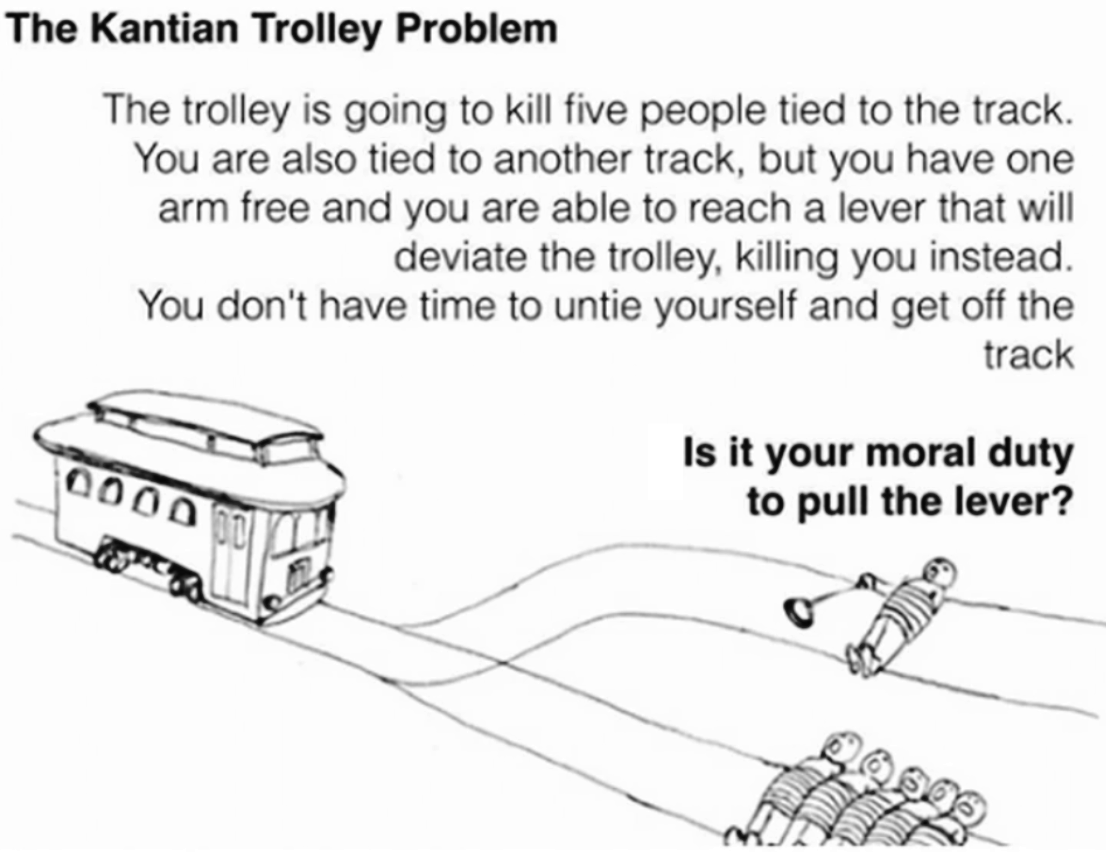 The Kantian Trolley Problem
The trolley is going to kill five people tied to the track.
You are also tied to another track, but you have one
arm free and you are able to reach a lever that will
deviate the trolley, killing you instead.
You don't have time to untie yourself and get off the
track
Is it your moral duty
to pull the lever?